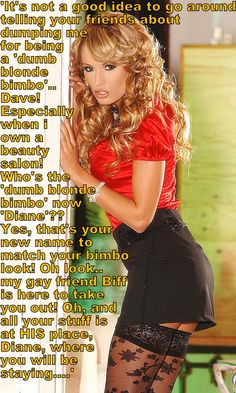 'It's not a good idea to go around
telling your friends about
dumping me
for being
a 'dumb
blonde
bimbo'..
Dave!
Especially
when i
own a
beauty
salon!
Who's the
'dumb blonde
bimbo' now
'Diane'??
Yes, that's your
new name to
match your bimbo
look! Oh look..
my gay friend Biff
is here to take
you out! Oh, and
all your stuff is
at HIS place,
Diane, where
you will be
staying....'